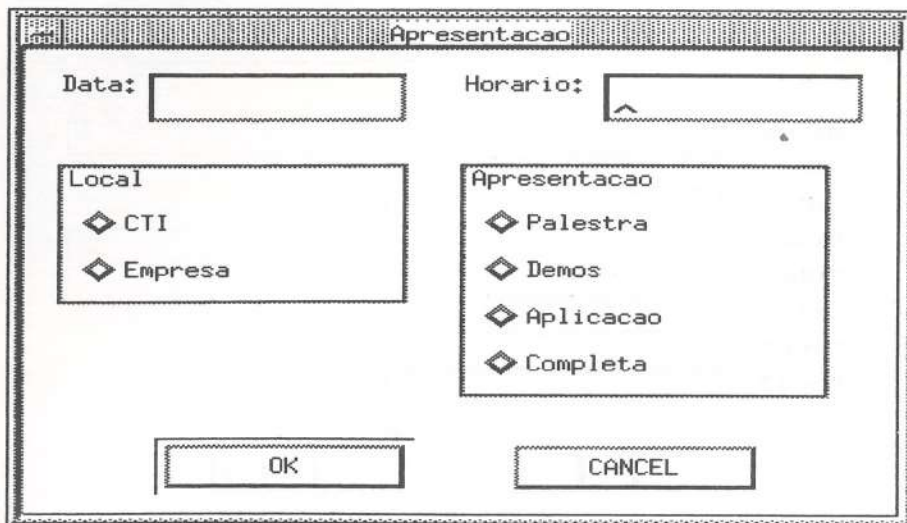 Apresentacao
Data:
Horario:
Local
CTI
Empresa
Apresentacao
Palestra
Demos
Aplicacao
Completa
OK
CANCEL